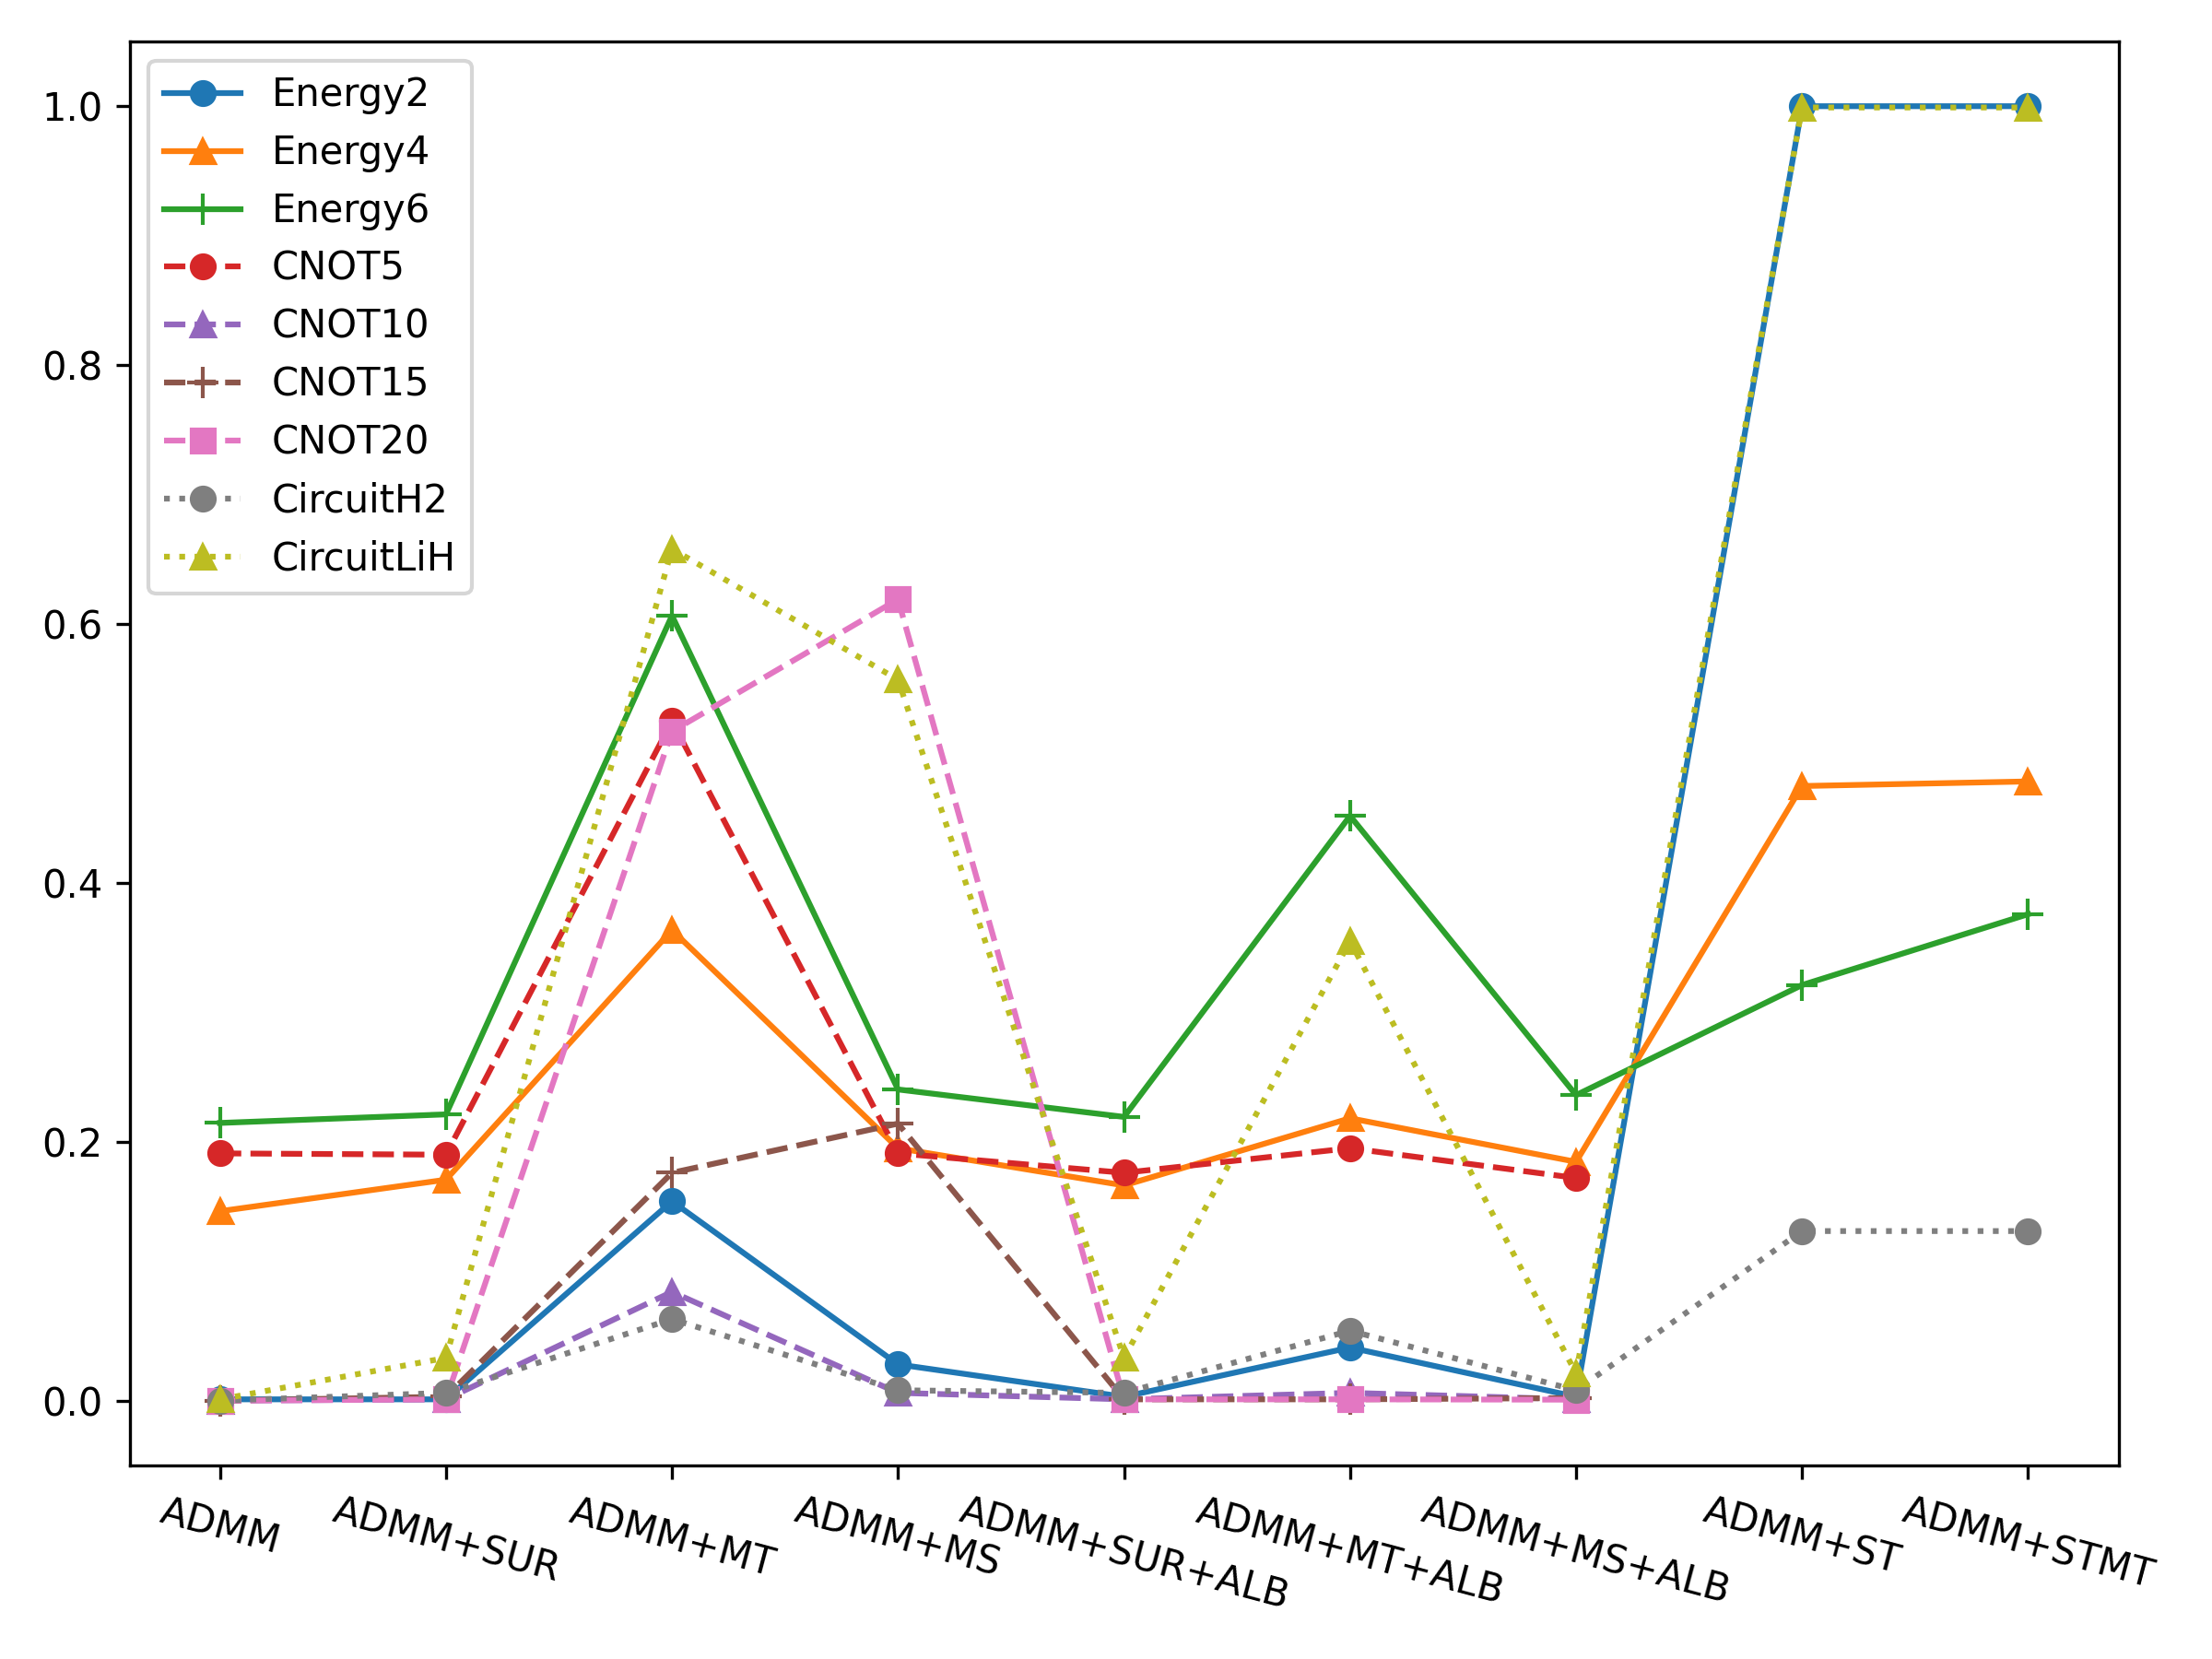 Energy2
Energy4
Energy6
CNOT5
CNOT10
CNOT15
CNOT20
CircuitH2
CircuitLiH
1.0
0.8
0.6
0.4
0.2
0.0
ADMM
ADMM+SUR
ADMM+MT
ADMM+MS
ADMM+SUR+ALB
ADMM+MT+ALB
ADMM+MS+ALB
ADMM+ST
ADMM+STMT